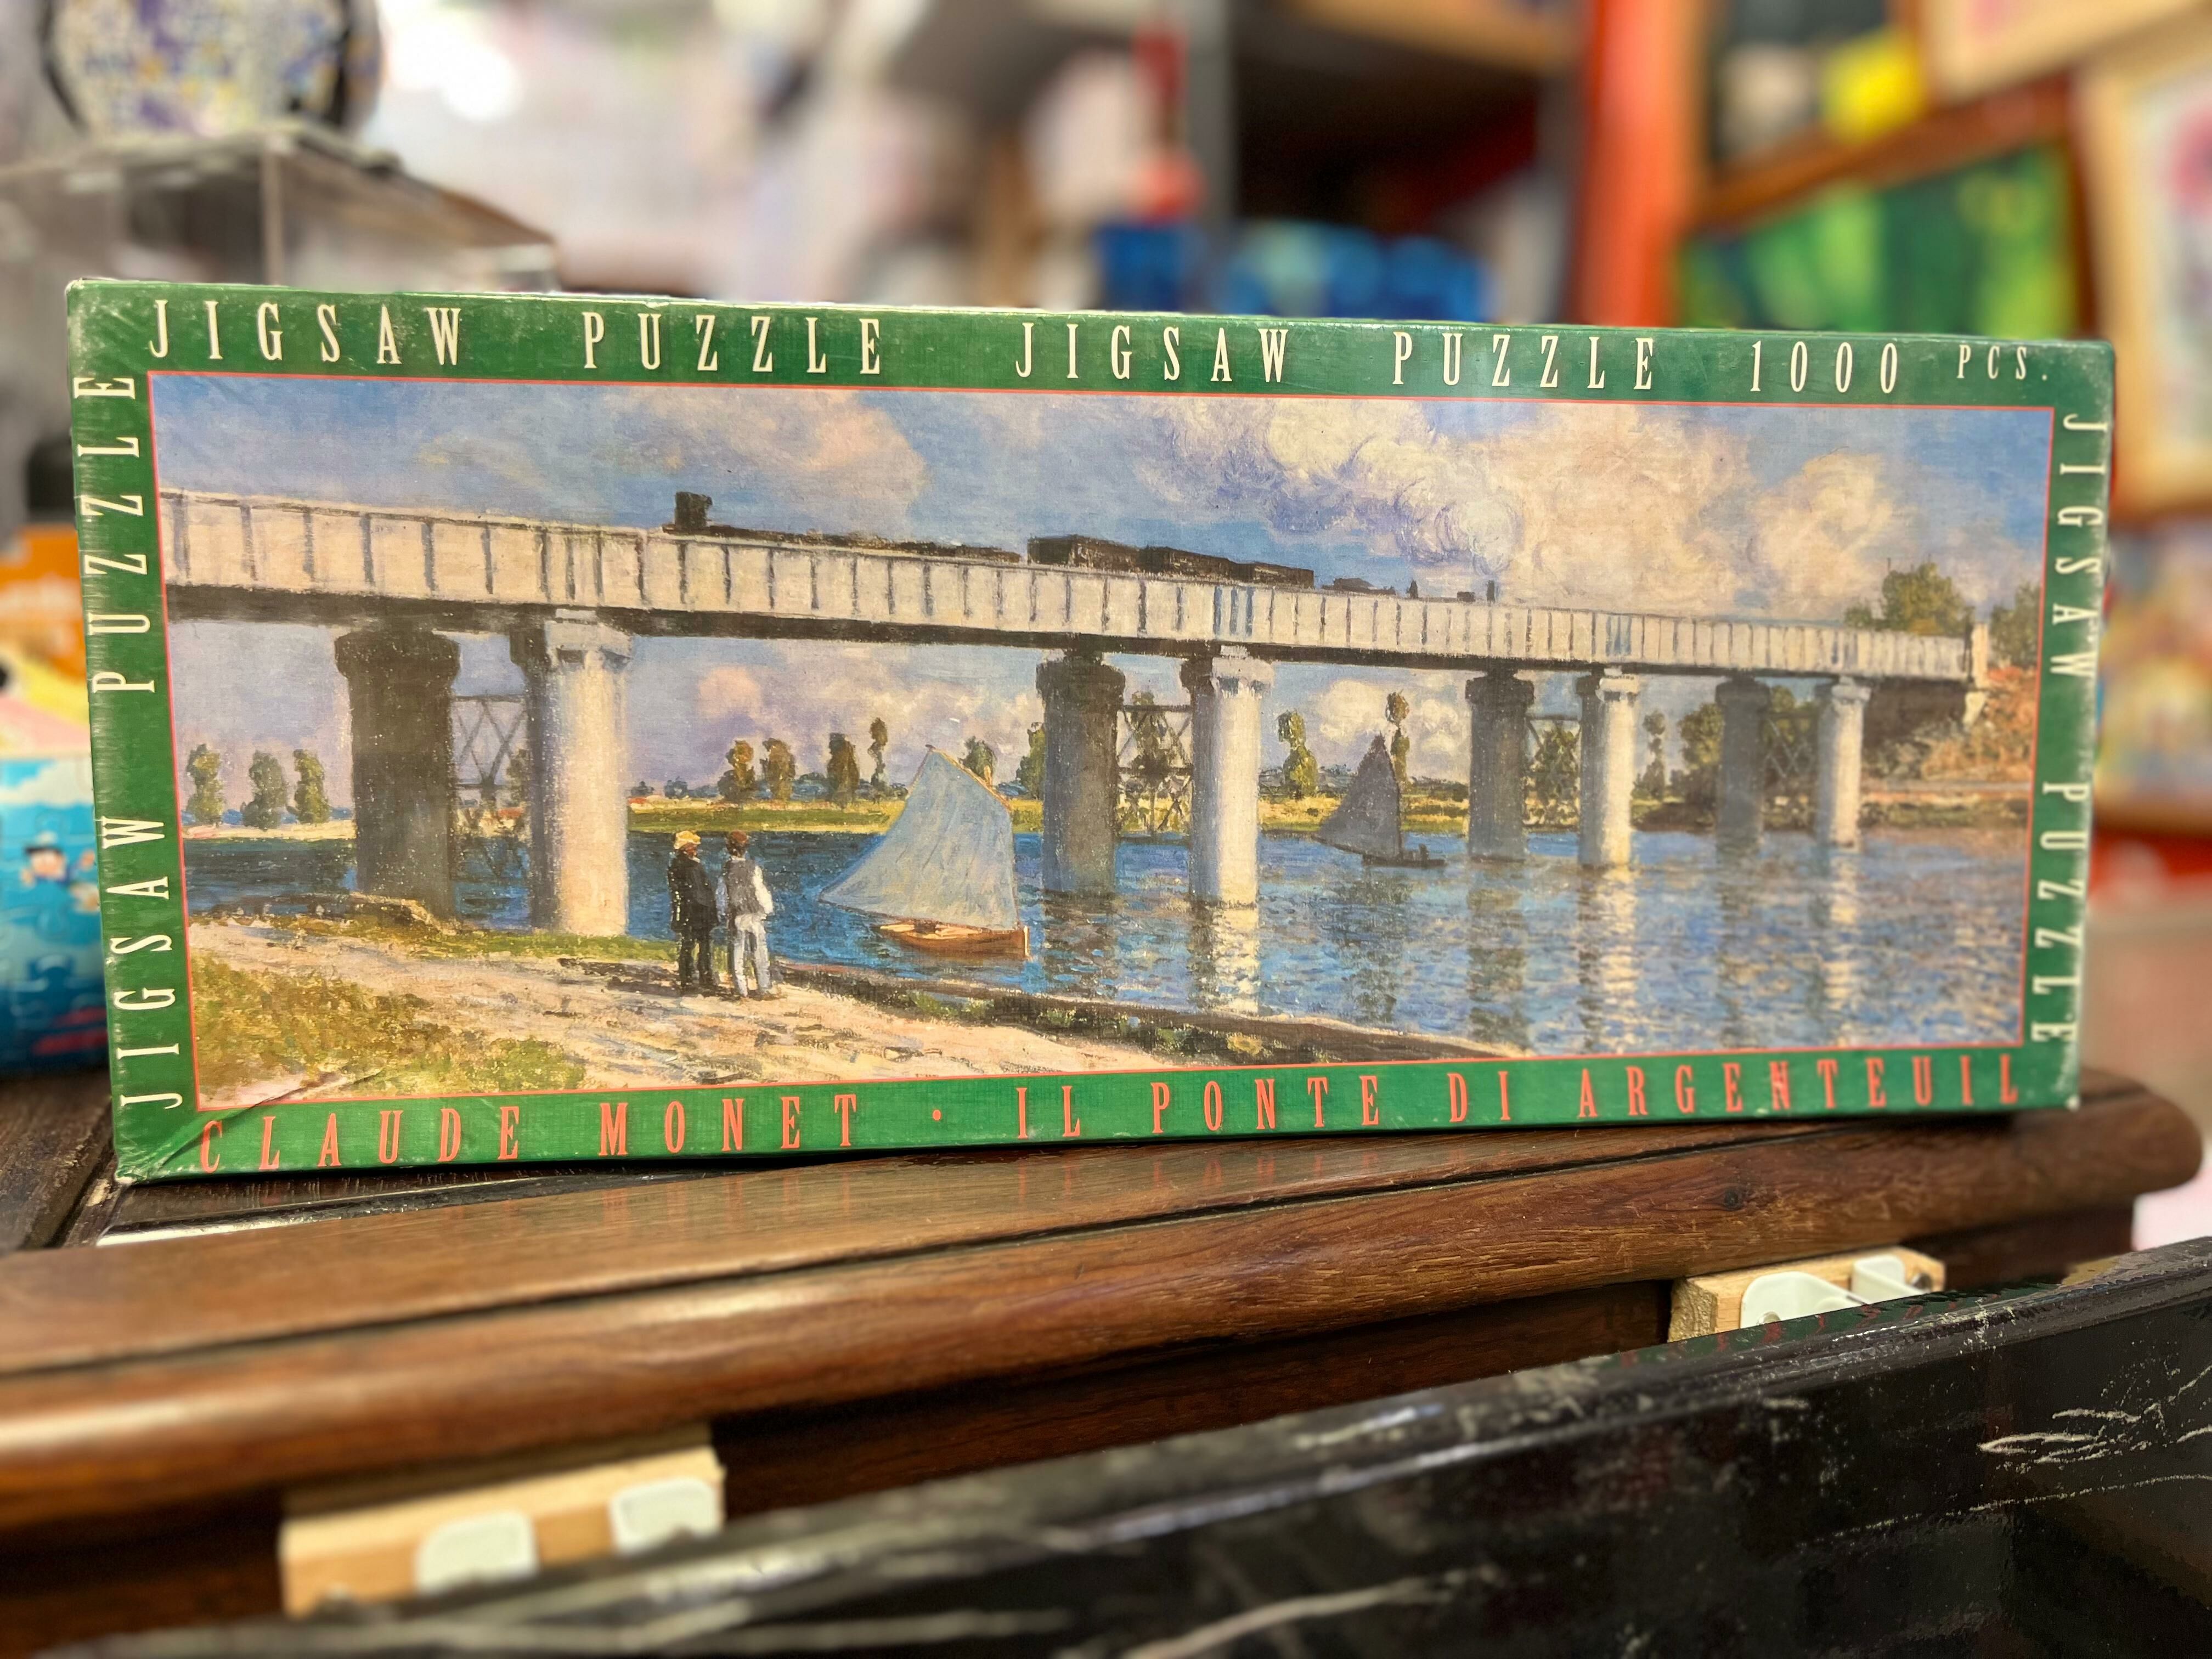 JIGSAW PUZZLE JIGSAW PUZZLE 1000 PCS.
JIGSAW PUZZLE
JIGSAW PUZZLE
CLAUDE MONET • IL PONTE DI ARGENTEUIL